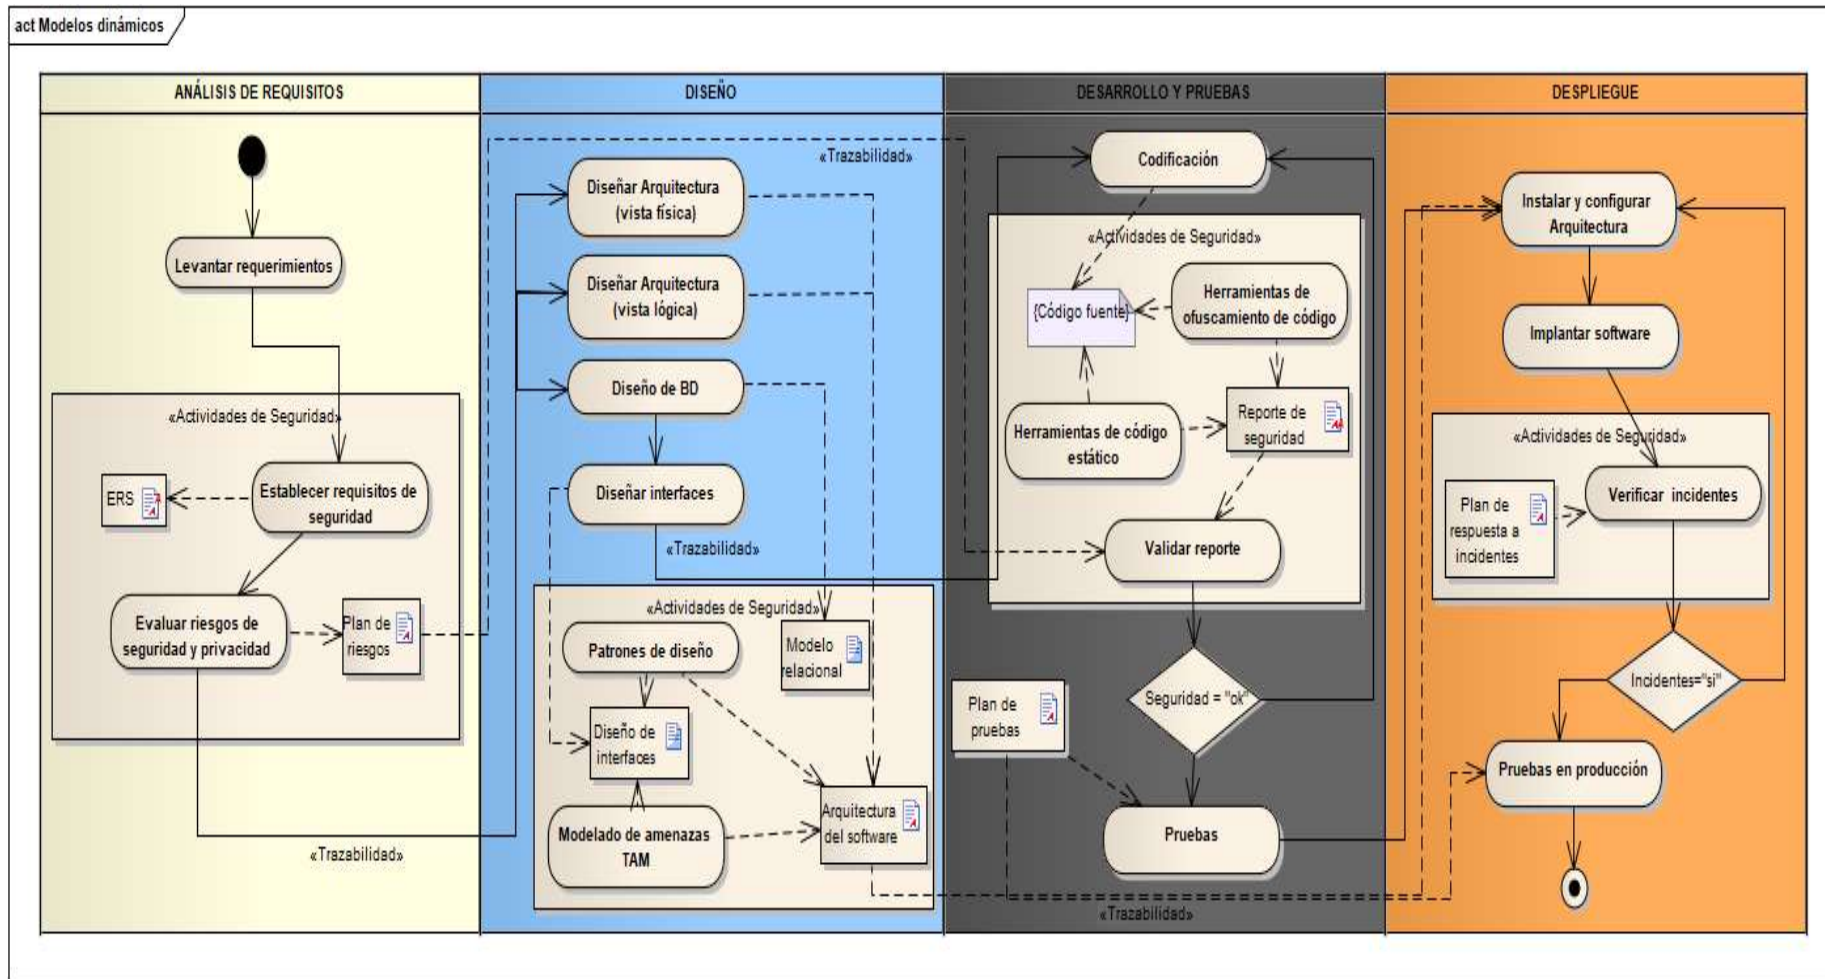 act Modelos dinámicos
ANÁLISIS DE REQUISITOS
Levantar requerimientos
«Actividades de Seguridad»
ERS
Establecer requisitos de
seguridad
Evaluar riesgos de
seguridad y privacidad
Plan de
riesgos
«Trazabilidad»
DISEÑO
«Trazabilidad»
Diseñar Arquitectura
(vista física)
Diseñar Arquitectura
(vista lógica)
Diseño de BD
Diseñar interfaces
«Trazabilidad»
«Actividades de Seguridad»
Patrones de diseño
Modelo
relacional
Diseño de
interfaces
Modelado de amenazas
TAM
Arquitectura
del software
DESARROLLO Y PRUEBAS
Codificación
«Actividades de Seguridad»
{Código fuente}
Herramientas de
ofuscamiento de código
Herramientas de código
estático
Reporte de
seguridad
Validar reporte
Seguridad = "ok"
Plan de
pruebas
Pruebas
«Trazabilidad»
DESPLIEGUE
Instalar y configurar
Arquitectura
Implantar software
«Actividades de Seguridad»
Plan de
respuesta a
incidentes
Verificar incidentes
Incidentes="si"
Pruebas en producción